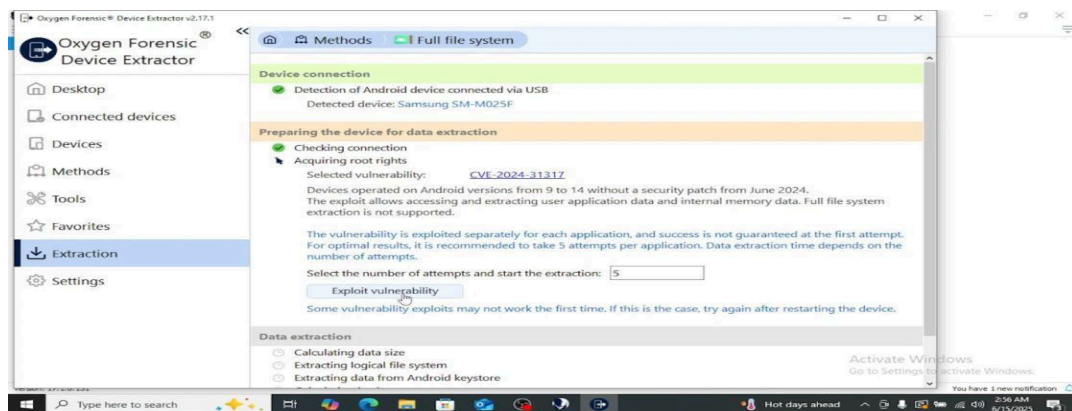 Oxygen Forensic® Device Extractor v2.17.1
Oxygen Forensic ®
Device Extractor
Desktop
Connected devices
Devices
Methods
Tools
Favorites
Extraction
Settings
<<
Methods
Full file system
Device connection
Detection of Android device connected via USB
Detected device: Samsung SM-M025F
Preparing the device for data extraction
Checking connection
Acquiring root rights
Selected vulnerability: CVE-2024-31317
Devices operated on Android versions from 9 to 14 without a security patch from June 2024.
The exploit allows accessing and extracting user application data and internal memory data. Full file system
extraction is not supported.
The vulnerability is exploited separately for each application, and success is not guaranteed at the first attempt.
For optimal results, it is recommended to take 5 attempts per application. Data extraction time depends on the
number of attempts.
Select the number of attempts and start the extraction: 5
Exploit vulnerability
Some vulnerability exploits may not work the first time. If this is the case, try again after restarting the device.
Data extraction
Calculating data size
Extracting logical file system
Extracting data from Android keystore
Activate Windows
Go to Settings to activate Windows.
You have 1 new notification
Type here to search
Hot days ahead
2:56 AM
6/15/2025